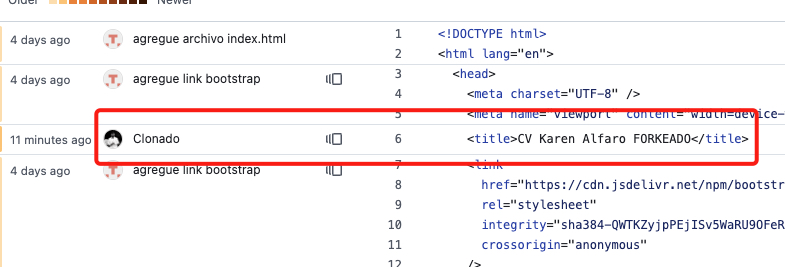 Older Newer
4 days ago agregue archivo index.html 1 <!DOCTYPE html>
2 <html lang="en">
4 days ago agregue link bootstrap 3 <head>
4 <meta charset="UTF-8" />
5 <meta name="viewport" content="width=device-
11 minutes ago Clonado 6 <title>CV Karen Alfaro FORKEADO</title>
4 days ago agregue link bootstrap 7 <link
8 href="https://cdn.jsdelivr.net/npm/bootstr
9 rel="stylesheet"
10 integrity="sha384-QWTKZyjpPEjISv5WaRU9OFeR
11 crossorigin="anonymous"
12 />